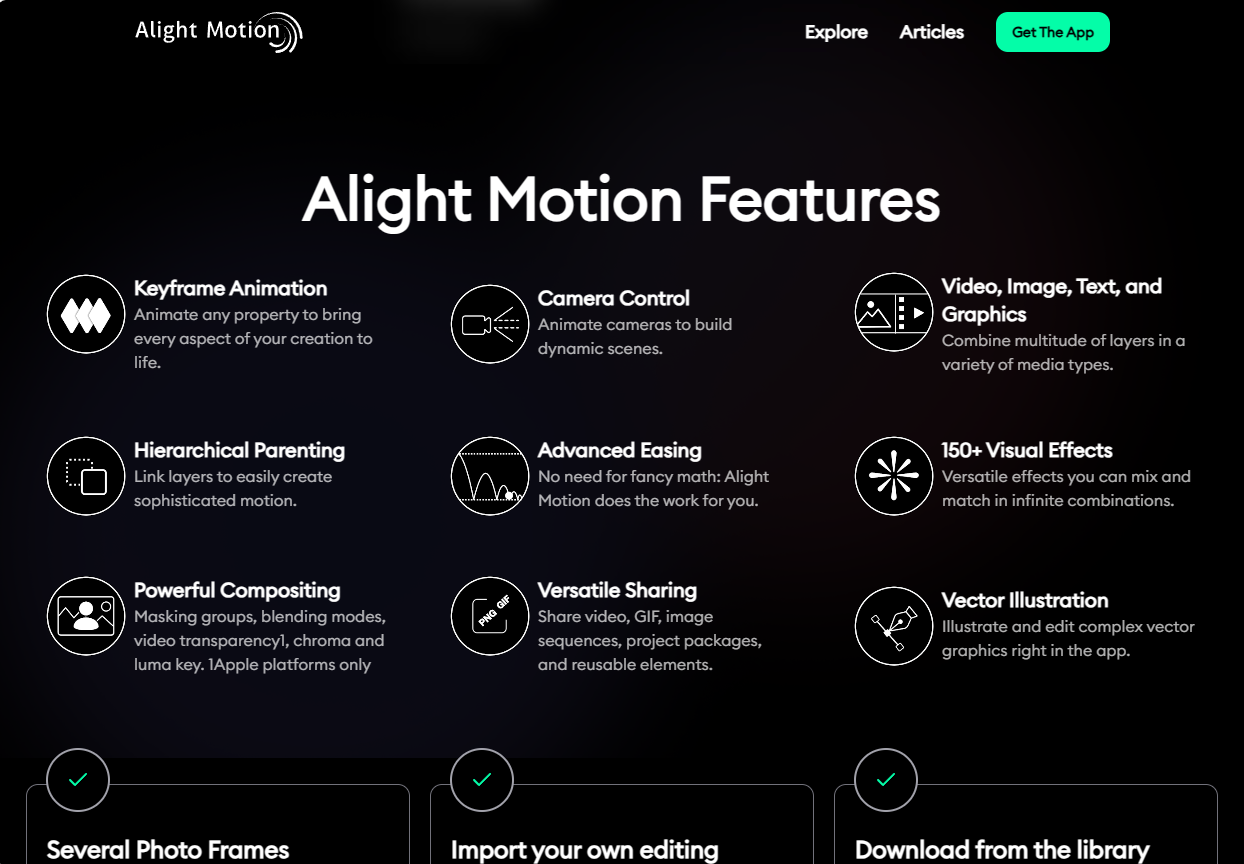 Alight Motion
Explore
Articles
Get The App
Alight Motion Features
Keyframe Animation
Animate any property to bring
every aspect of your creation to
life.
Camera Control
Animate cameras to build
dynamic scenes.
Video, Image, Text, and
Graphics
Combine multitude of layers in a
variety of media types.
Hierarchical Parenting
Link layers to easily create
sophisticated motion.
Advanced Easing
No need for fancy math: Alight
Motion does the work for you.
150+ Visual Effects
Versatile effects you can mix and
match in infinite combinations.
Powerful Compositing
Masking groups, blending modes,
video transparency1, chroma and
luma key. 1Apple platforms only
PNG GIF
Versatile Sharing
Share video, GIF, image
sequences, project packages,
and reusable elements.
Vector Illustration
Illustrate and edit complex vector
graphics right in the app.
Several Photo Frames
Import your own editing
Download from the library